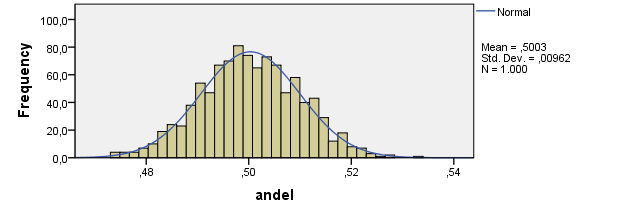 Normal
Mean = ,5003
Std. Dev. = ,00962
N = 1.000
Frequency
100,0
80,0
60,0
40,0
20,0
0,0
,48 ,50 ,52 ,54
andel